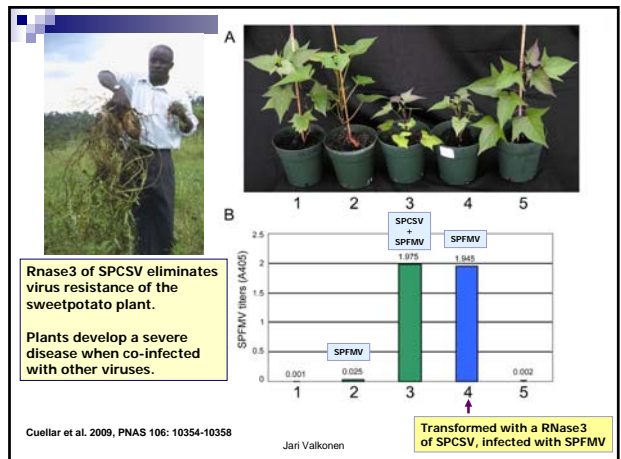 A
1 2 3 4 5
Rnase3 of SPCSV eliminates
virus resistance of the
sweetpotato plant.
Plants develop a severe
disease when co-infected
with other viruses.
B
SPFMV titers (A405)
2.5
2
1.5
1
0.5
0
0.001
SPFMV
0.025
SPCSV
+
SPFMV
1.975
SPFMV
1.945
0.002
1 2 3 4 5
Transformed with a RNase3
of SPCSV, infected with SPFMV
Cuellar et al. 2009, PNAS 106: 10354-10358
Jari Valkonen